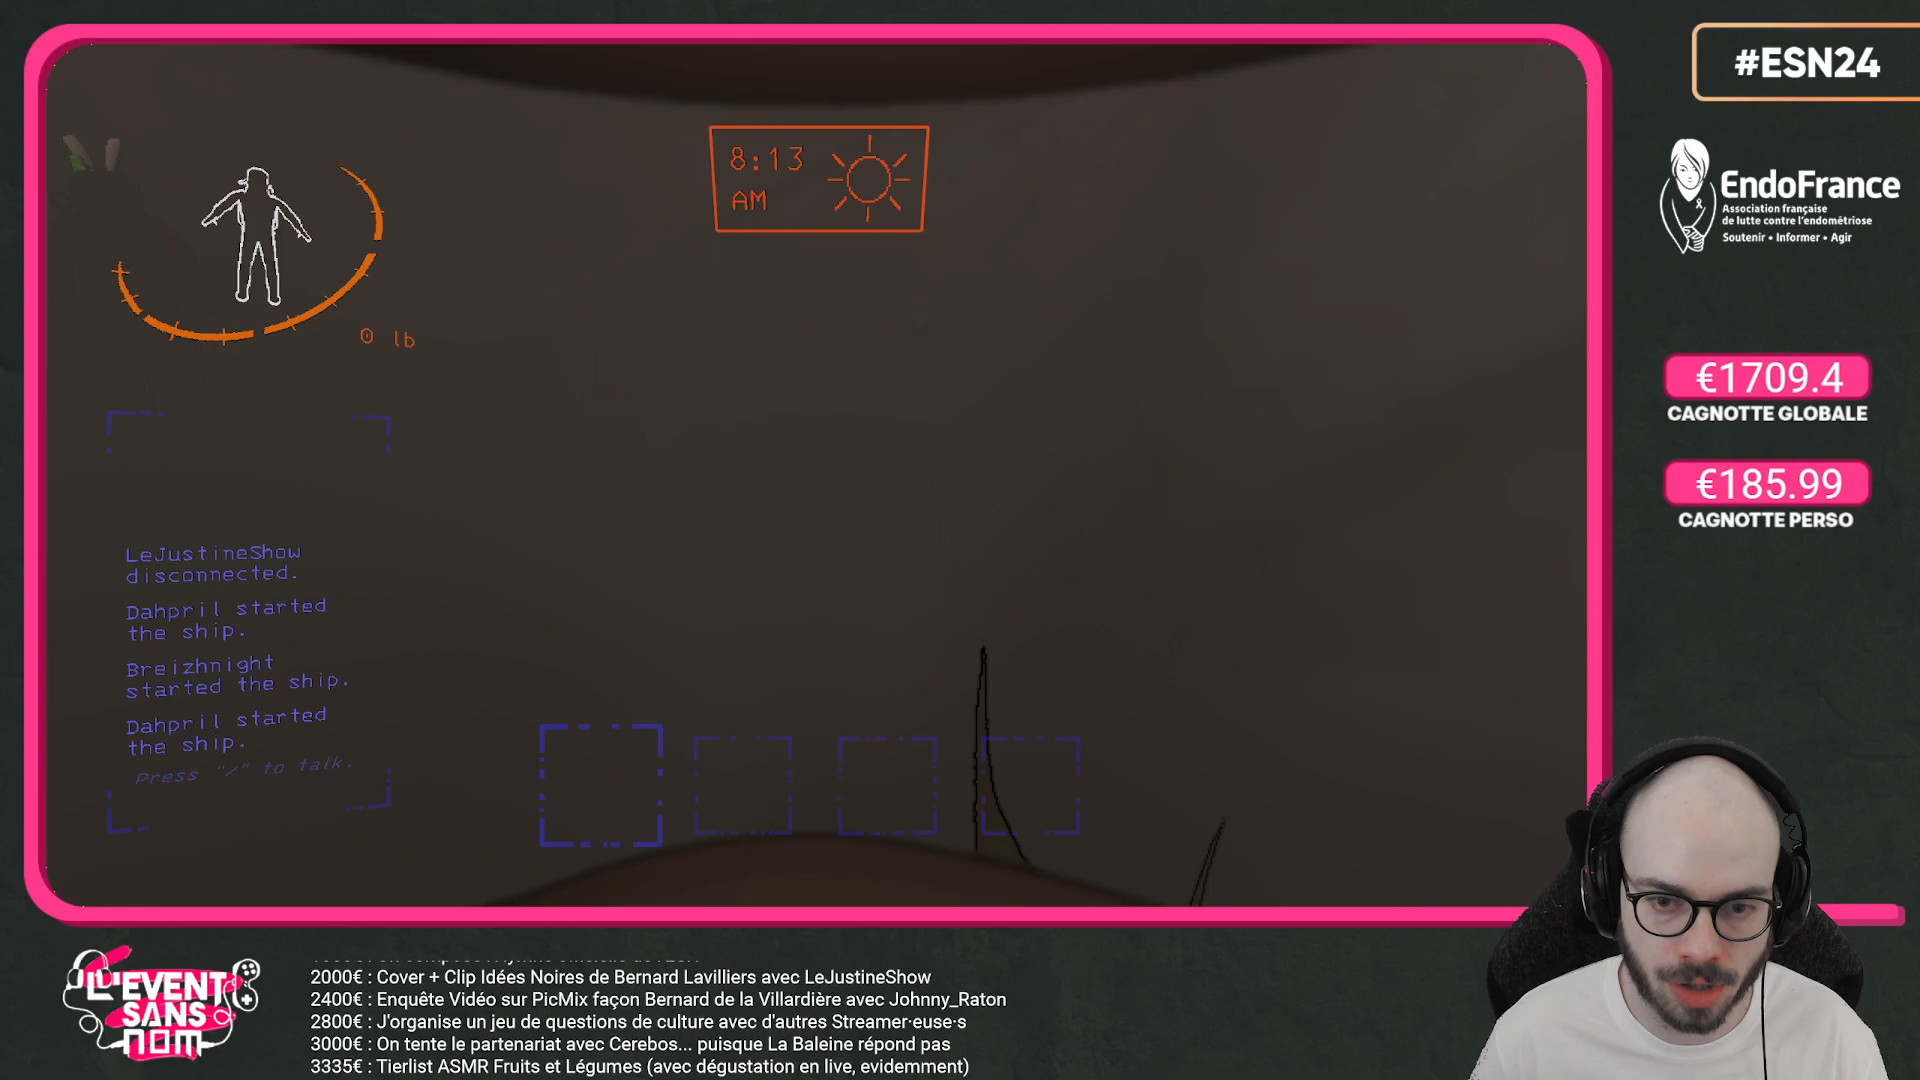 #ESN24
EndoFrance
Association française
de lutte contre l'endométriose
Soutenir • Informer • Agir
€1709.4
CAGNOTTE GLOBALE
€185.99
CAGNOTTE PERSO
8:13
AM
0 lb
LeJustineShow
disconnected.
Dahpril started
the ship.
Breizhnight
started the ship.
Dahpril started
the ship.
Press "/" to talk.
L'EVENT
SANS
NOM
2000€ : Cover + Clip Idées Noires de Bernard Lavilliers avec LeJustineShow
2400€ : Enquête Vidéo sur PicMix façon Bernard de la Villardière avec Johnny_Raton
2800€ : J'organise un jeu de questions de culture avec d'autres Streamer·euse·s
3000€ : On tente le partenariat avec Cerebos... puisque La Baleine répond pas
3335€ : Tierlist ASMR Fruits et Légumes (avec dégustation en live, evidemment)